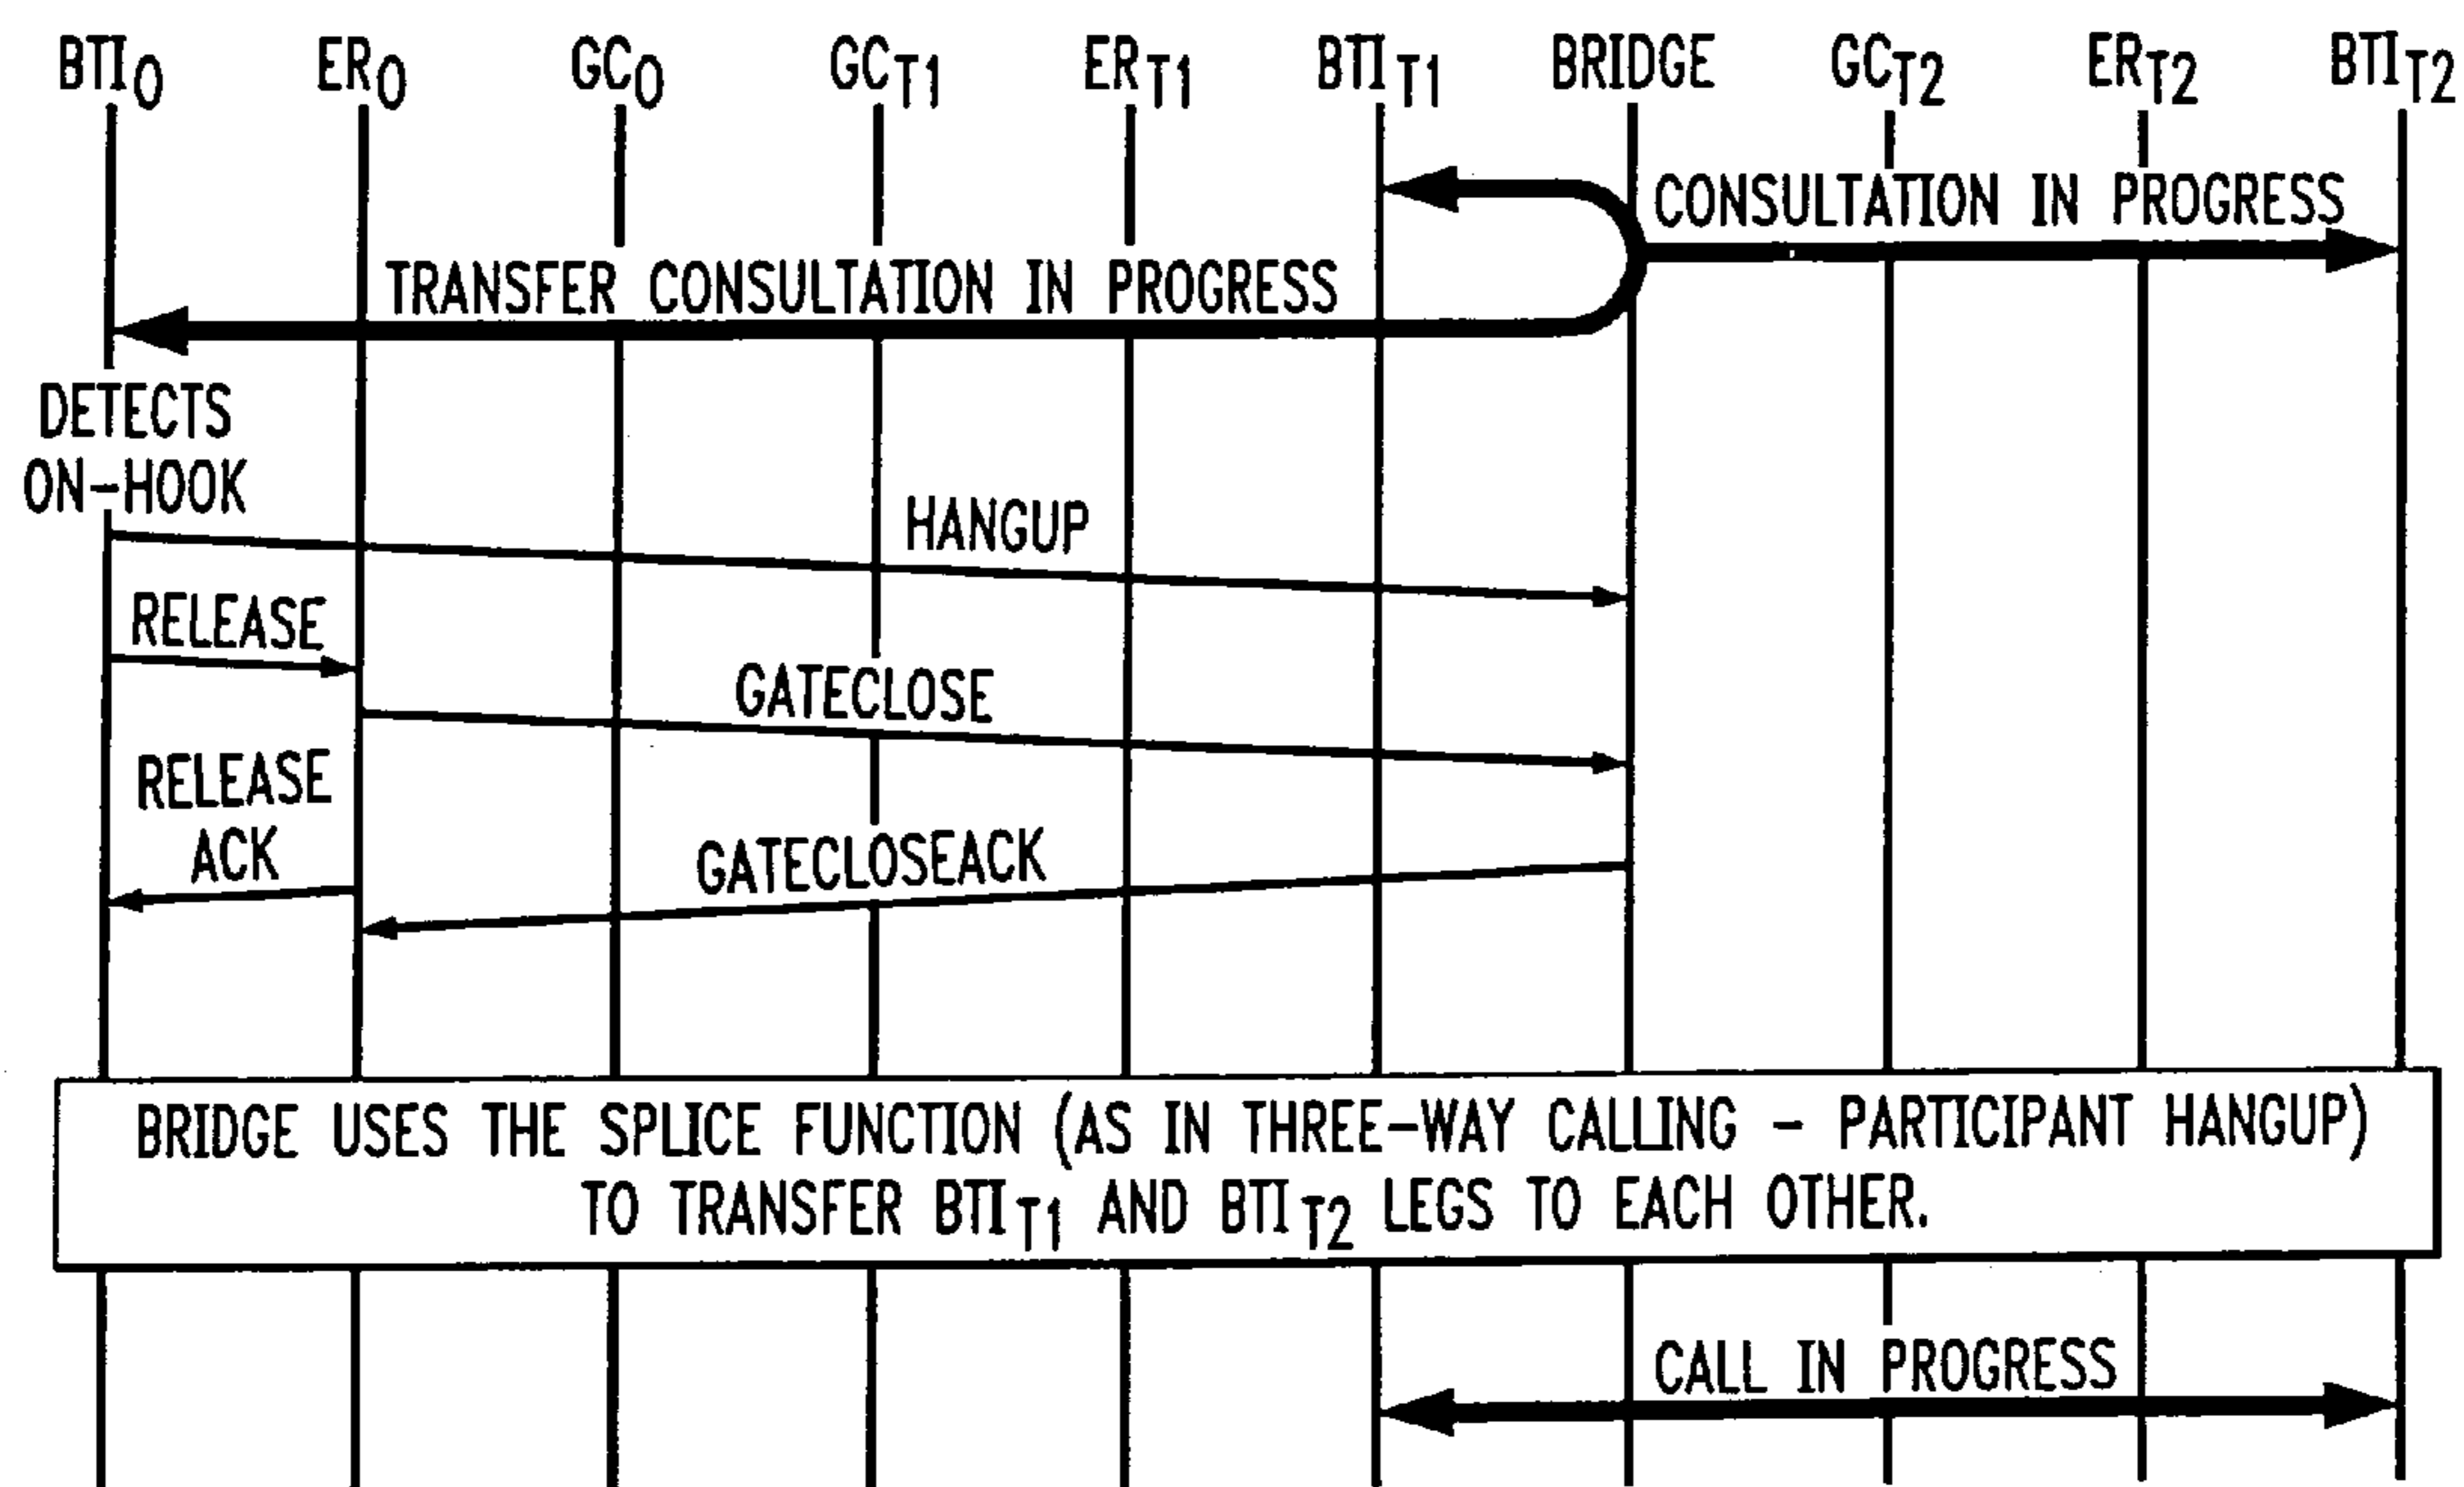 BTIO ERO GCO GCT1 ERT1 BTIT1 BRIDGE GCT2 ERT2 BTIT2
CONSULTATION IN PROGRESS
TRANSFER CONSULTATION IN PROGRESS
DETECTS
ON-HOOK
HANGUP
RELEASE
GATECLOSE
RELEASE
ACK
GATECLOSEACK
BRIDGE USES THE SPLICE FUNCTION (AS IN THREE-WAY CALLING - PARTICIPANT HANGUP)
TO TRANSFER BTIT1 AND BTIT2 LEGS TO EACH OTHER.
CALL IN PROGRESS